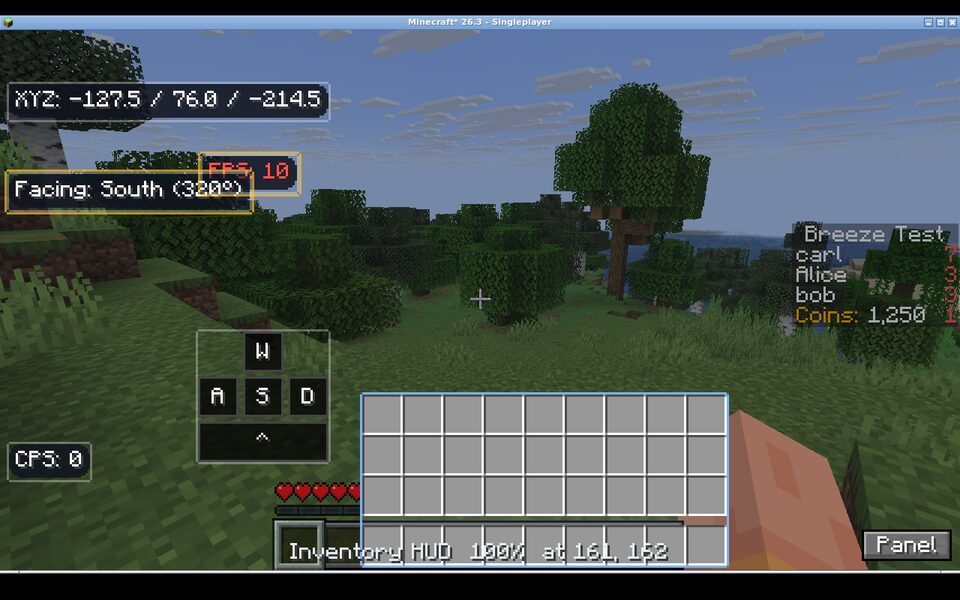 Minecraft* 26.3 - Singleplayer
XYZ: -127.5 / 76.0 / -214.5
FPS: 10
Facing: South (320°)
Breeze Test
carl 7
Alice 3
bob 3
Coins: 1,250 1
W
A S D
^
CPS: 0
Inventory HUD 100% at 161, 162
Panel